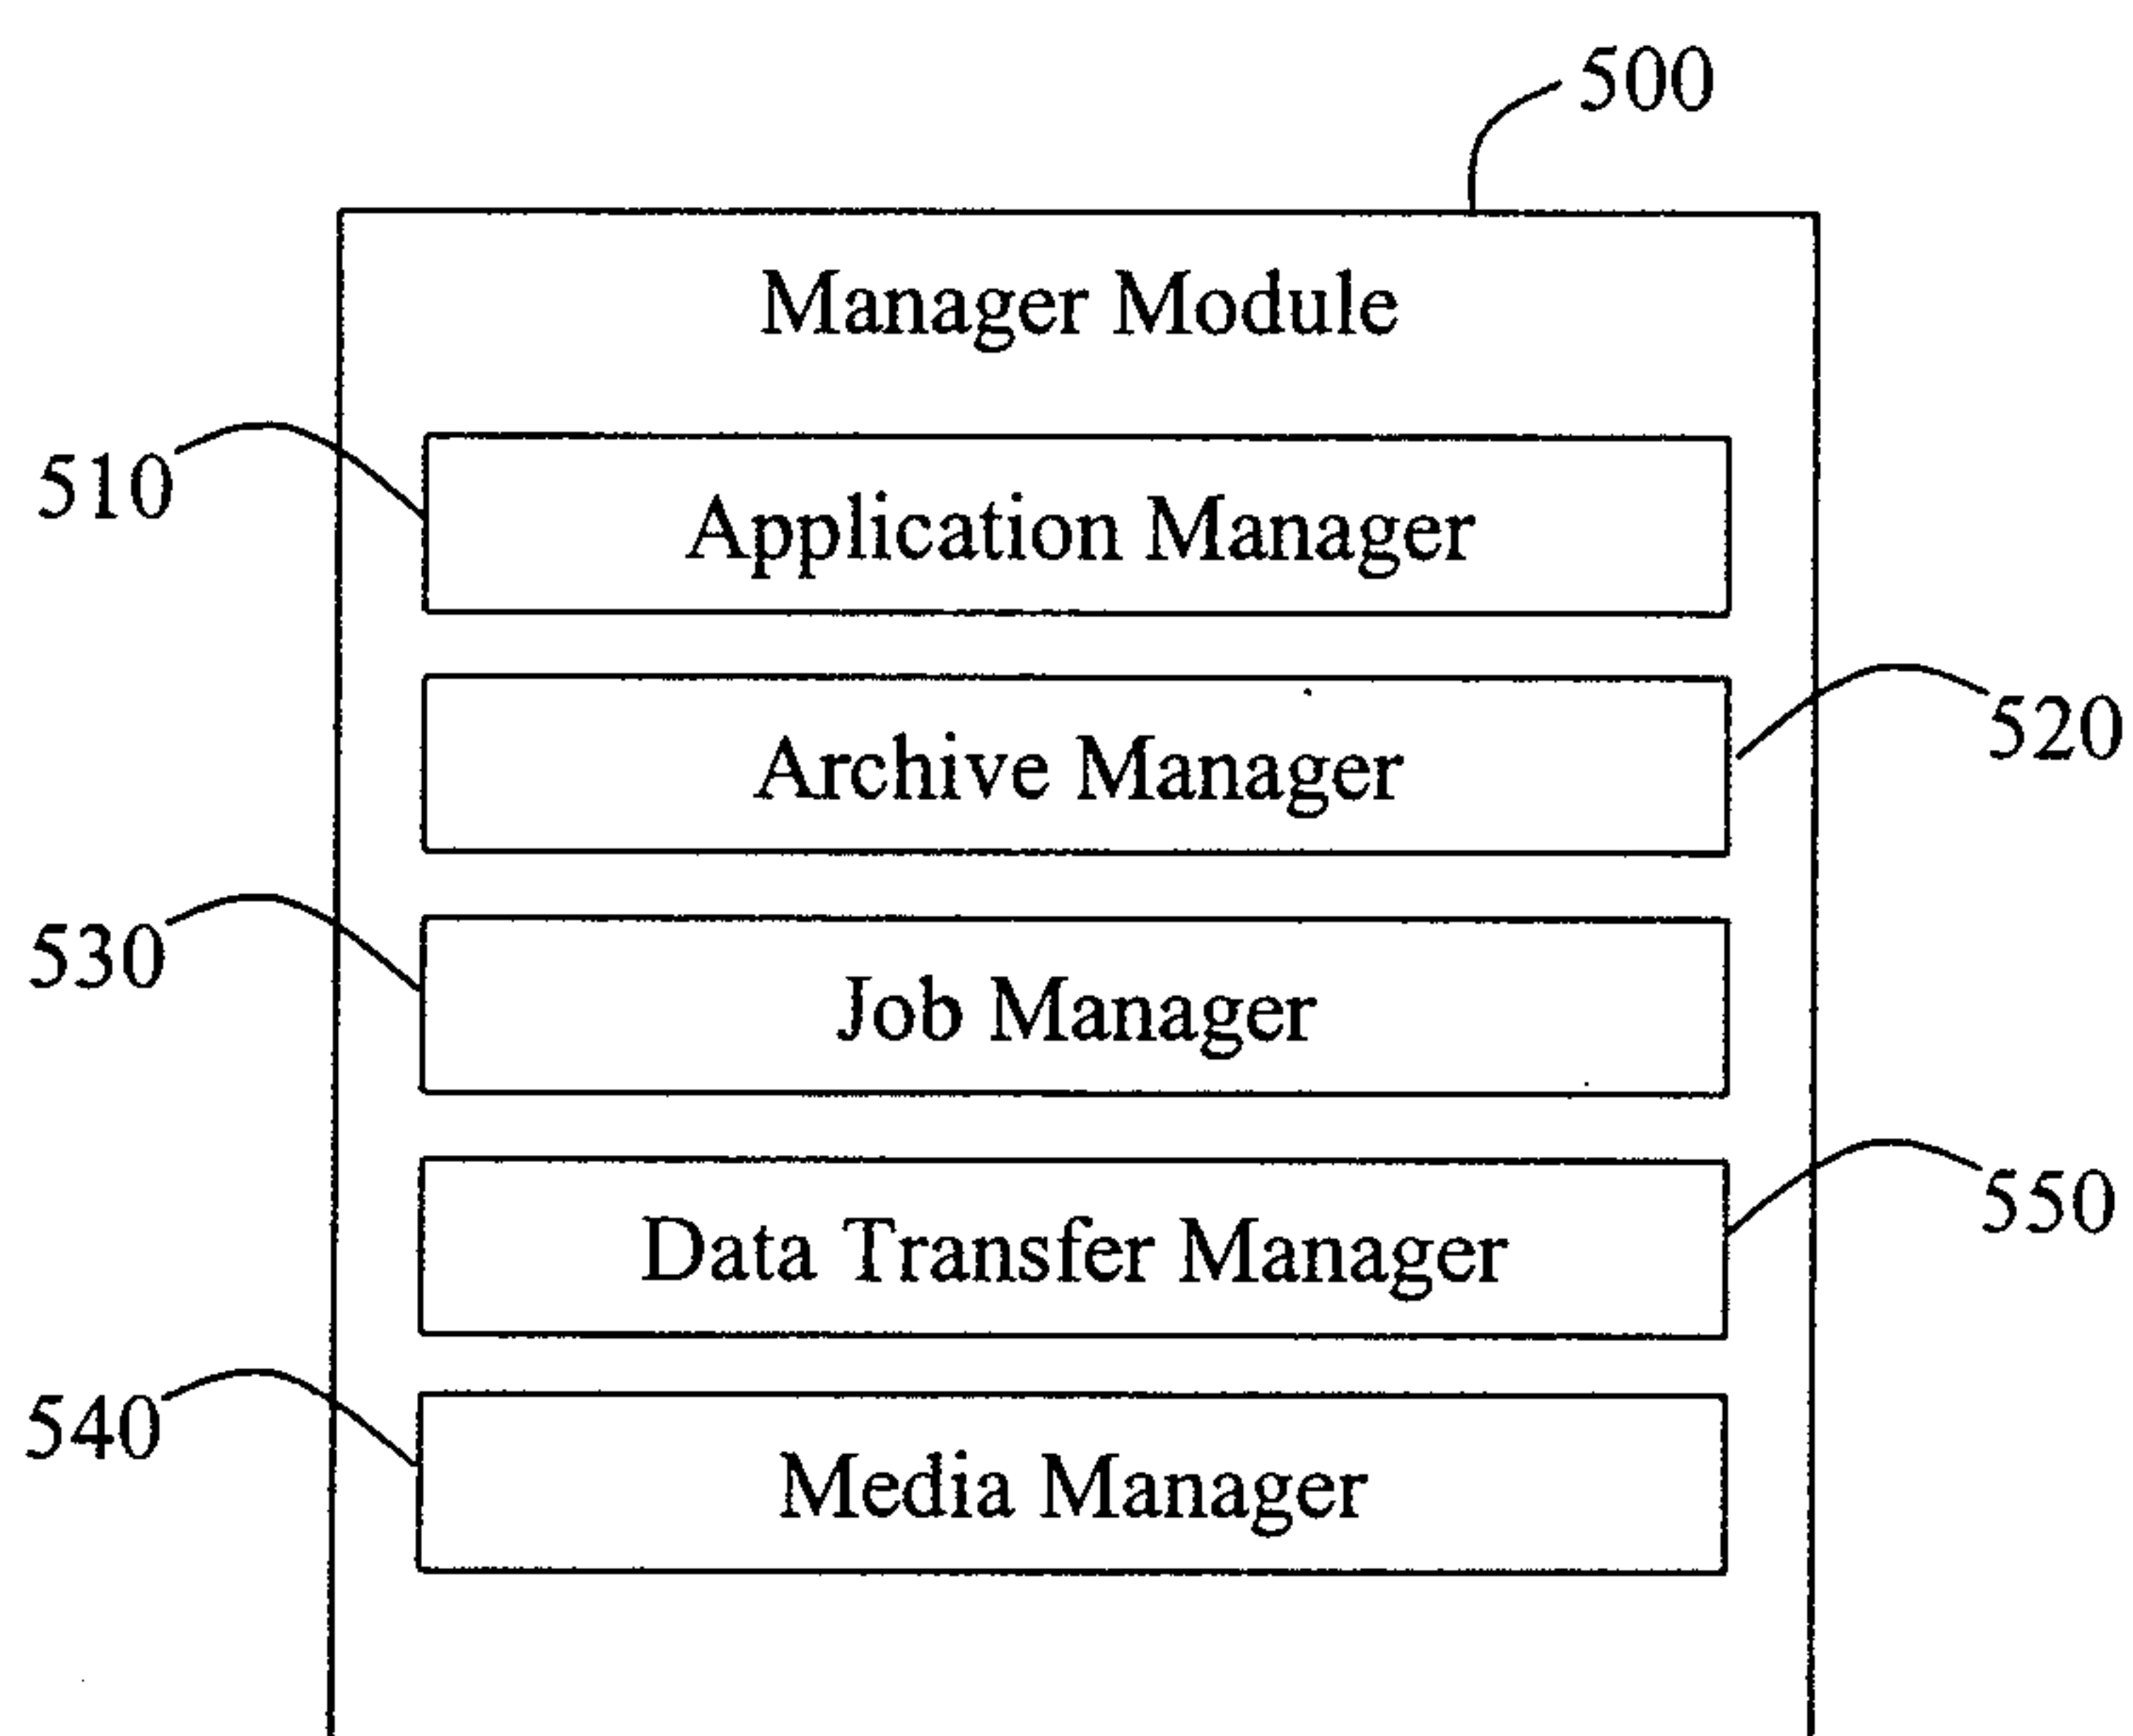 500
Manager Module
510
Application Manager
520
Archive Manager
530
Job Manager
550
Data Transfer Manager
540
Media Manager